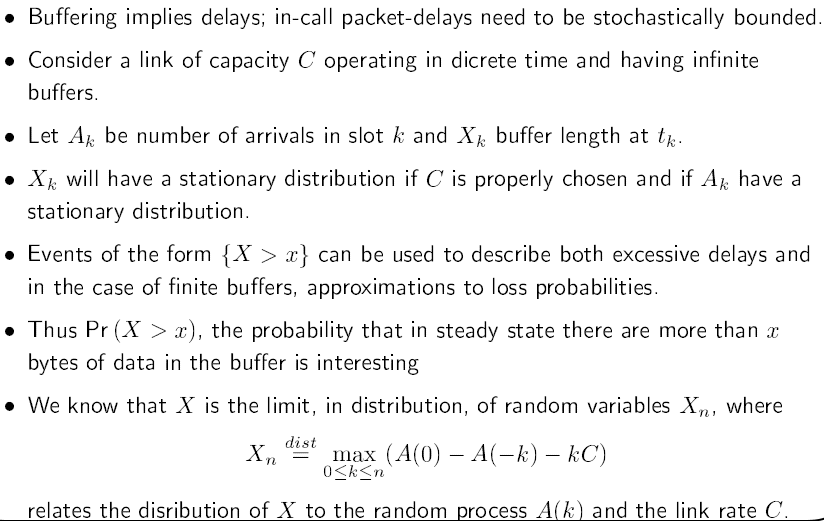 • Buffering implies delays; in-call packet-delays need to be stochastically bounded.
• Consider a link of capacity C operating in dicrete time and having infinite
buffers.
• Let A_k be number of arrivals in slot k and X_k buffer length at t_k.
• X_k will have a stationary distribution if C is properly chosen and if A_k have a
stationary distribution.
• Events of the form {X > x} can be used to describe both excessive delays and
in the case of finite buffers, approximations to loss probabilities.
• Thus Pr (X > x), the probability that in steady state there are more than x
bytes of data in the buffer is interesting
• We know that X is the limit, in distribution, of random variables X_n, where
X_n \stackrel{dist}{=} \max_{0≤k≤n} (A(0) − A(−k) − kC)
relates the disribution of X to the random process A(k) and the link rate C.